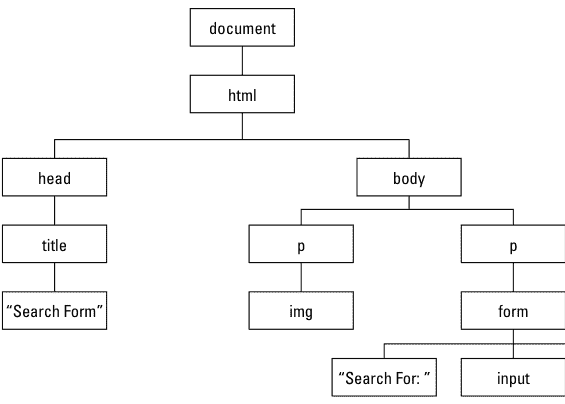 document
html
head
body
title
p
p
“Search Form”
img
form
“Search For: ”
input